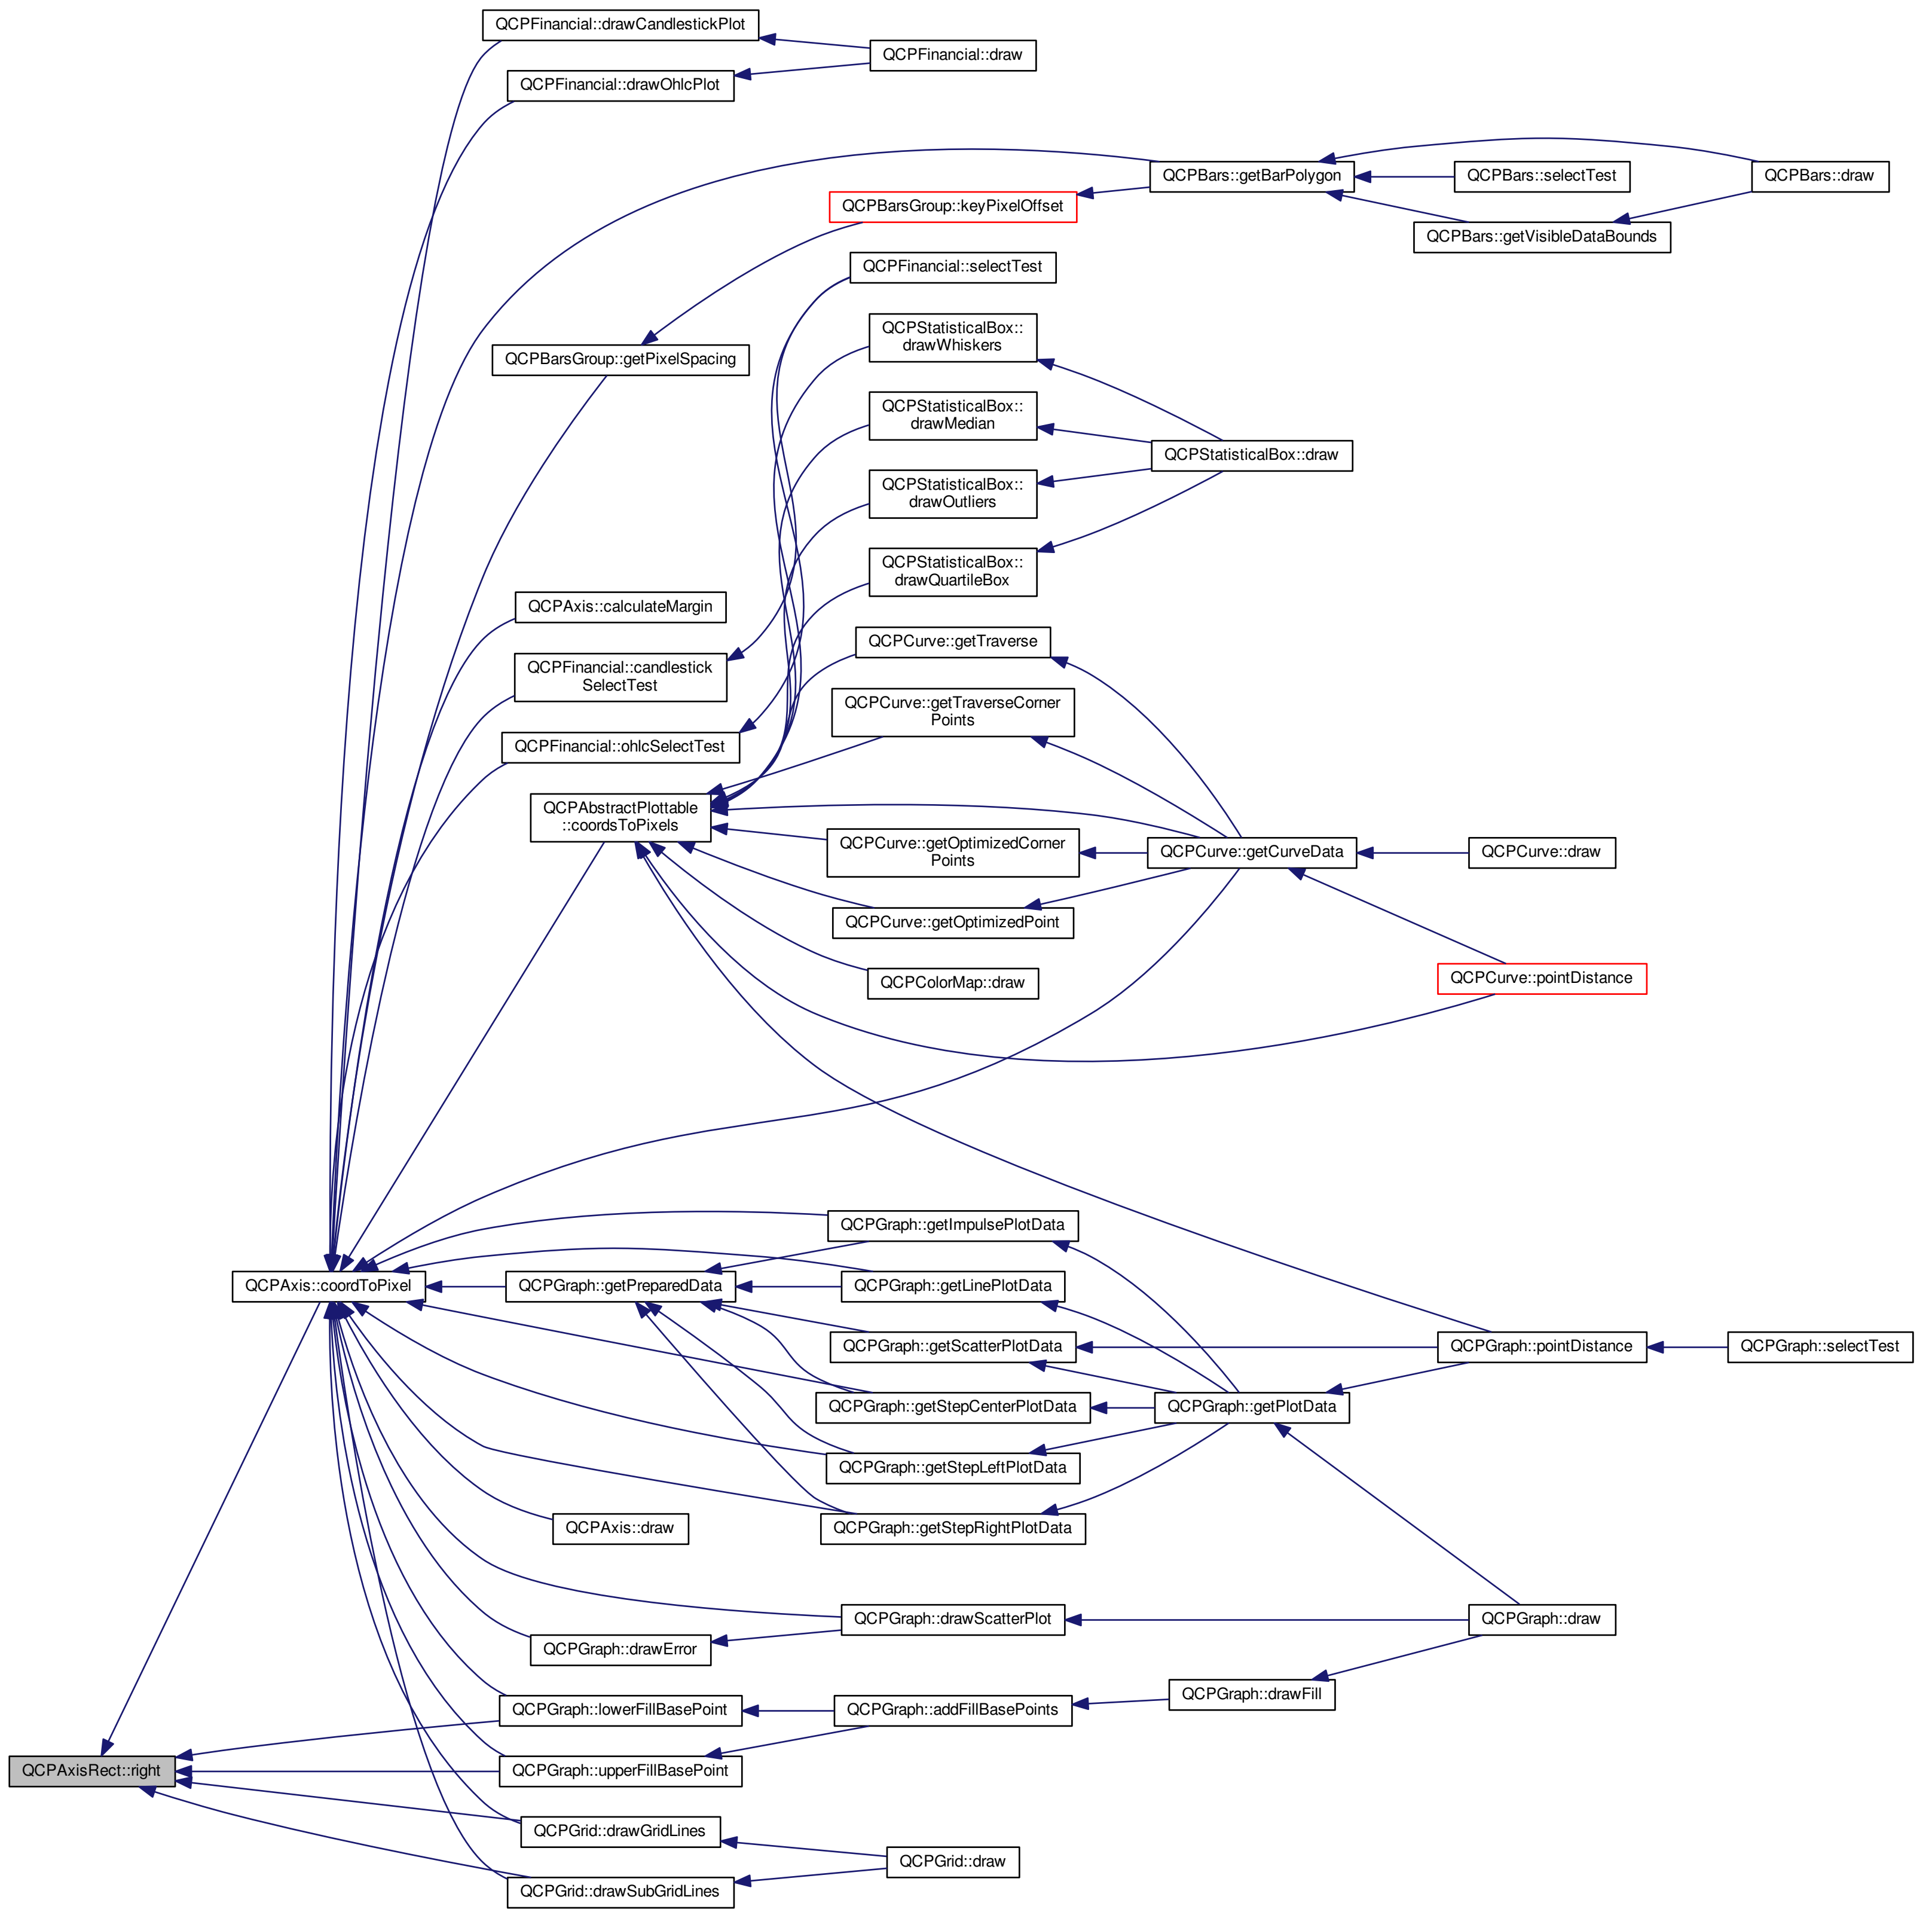 QCPFinancial::drawCandlestickPlot
QCPFinancial::draw
QCPFinancial::drawOhlcPlot
QCPBars::getBarPolygon
QCPBars::selectTest
QCPBars::draw
QCPBarsGroup::keyPixelOffset
QCPBars::getVisibleDataBounds
QCPFinancial::selectTest
QCPStatisticalBox::
drawWhiskers
QCPBarsGroup::getPixelSpacing
QCPStatisticalBox::
drawMedian
QCPStatisticalBox::draw
QCPStatisticalBox::
drawOutliers
QCPStatisticalBox::
drawQuartileBox
QCPAxis::calculateMargin
QCPCurve::getTraverse
QCPFinancial::candlestick
SelectTest
QCPCurve::getTraverseCorner
Points
QCPFinancial::ohlcSelectTest
QCPAbstractPlottable
::coordsToPixels
QCPCurve::getOptimizedCorner
Points
QCPCurve::getCurveData
QCPCurve::draw
QCPCurve::getOptimizedPoint
QCPColorMap::draw
QCPCurve::pointDistance
QCPGraph::getImpulsePlotData
QCPAxis::coordToPixel
QCPGraph::getPreparedData
QCPGraph::getLinePlotData
QCPGraph::getScatterPlotData
QCPGraph::pointDistance
QCPGraph::selectTest
QCPGraph::getStepCenterPlotData
QCPGraph::getPlotData
QCPGraph::getStepLeftPlotData
QCPAxis::draw
QCPGraph::getStepRightPlotData
QCPGraph::drawScatterPlot
QCPGraph::draw
QCPGraph::drawError
QCPGraph::drawFill
QCPGraph::lowerFillBasePoint
QCPGraph::addFillBasePoints
QCPAxisRect::right
QCPGraph::upperFillBasePoint
QCPGrid::drawGridLines
QCPGrid::draw
QCPGrid::drawSubGridLines